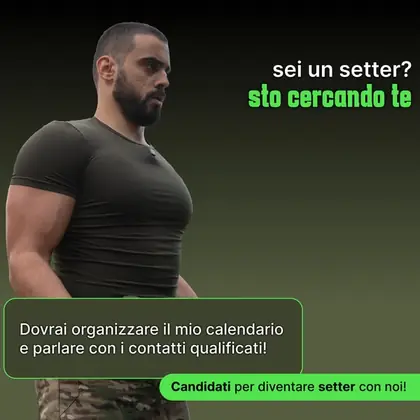 sei un setter?
sto cercando te
Dovrai organizzare il mio calendario
e parlare con i contatti qualificati!
Candidati per diventare setter con noi!